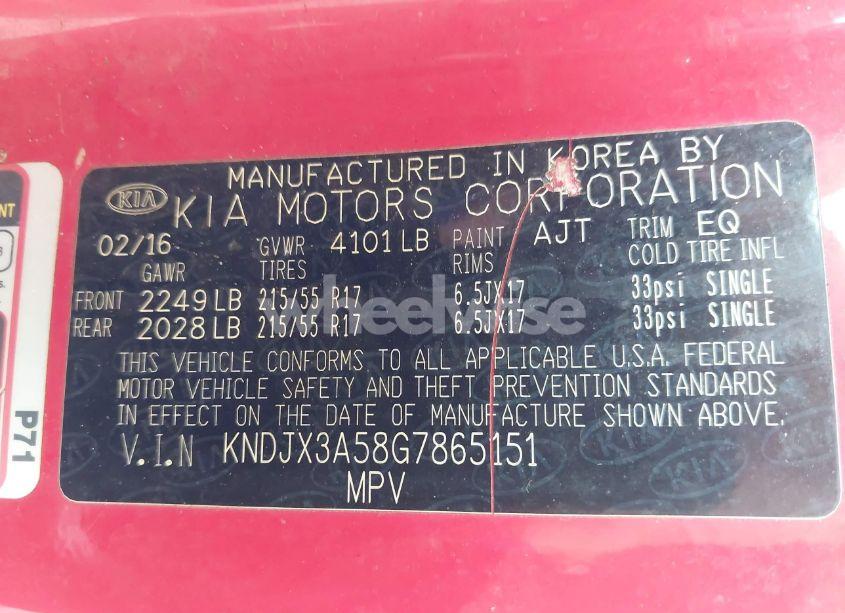 MANUFACTURED IN KOREA BY
KIA KIA MOTORS CORPORATION
02/16 GVWR 4101 LB PAINT AJT TRIM EQ
GAWR TIRES RIMS COLD TIRE INFL
FRONT 2249 LB 215/55 R17 6.5JX17 33psi SINGLE
REAR 2028 LB 215/55 R17 6.5JX17 33psi SINGLE
THIS VEHICLE CONFORMS TO ALL APPLICABLE U.S.A. FEDERAL
MOTOR VEHICLE SAFETY AND THEFT PREVENTION STANDARDS
IN EFFECT ON THE DATE OF MANUFACTURE SHOWN ABOVE.
V.I.N KNDJX3A58G7865151
MPV
P71